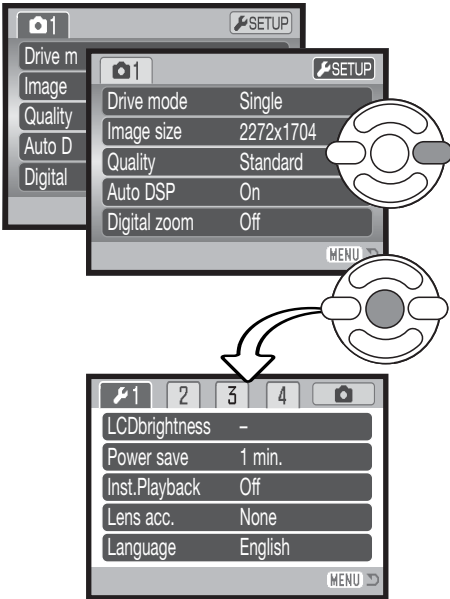 1 SETUP
Drive m
Image
Quality
Auto D
Digital
1 SETUP
Drive mode Single
Image size 2272x1704
Quality Standard
Auto DSP On
Digital zoom Off
MENU
1 2 3 4
LCDbrightness –
Power save 1 min.
Inst.Playback Off
Lens acc. None
Language English
MENU